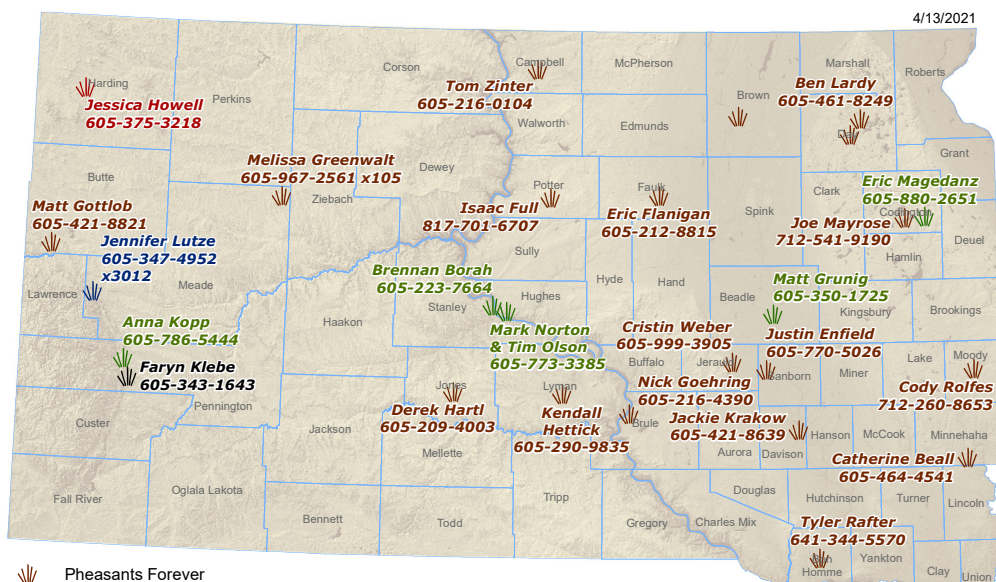 4/13/2021
Harding
Jessica Howell
605-375-3218
Perkins
Corson
Tom Zinter
605-216-0104
Campbell
McPherson
Brown
Marshall
Ben Lardy
605-461-8249
Roberts
Day
Walworth
Edmunds
Grant
Butte
Melissa Greenwalt
605-967-2561 x105
Ziebach
Dewey
Potter
Isaac Full
817-701-6707
Faulk
Eric Flanigan
605-212-8815
Spink
Clark
Eric Magedanz
605-880-2651
Codington
Joe Mayrose
712-541-9190
Deuel
Hamlin
Matt Gottlob
605-421-8821
Jennifer Lutze
605-347-4952
x3012
Lawrence
Meade
Sully
Brennan Borah
605-223-7664
Stanley
Hughes
Hyde
Hand
Beadle
Matt Grunig
605-350-1725
Kingsbury
Brookings
Anna Kopp
605-786-5444
Faryn Klebe
605-343-1643
Haakon
Mark Norton
& Tim Olson
605-773-3385
Cristin Weber
605-999-3905
Justin Enfield
605-770-5026
Buffalo
Jerauld
Sanborn
Miner
Lake
Moody
Cody Rolfes
712-260-8653
Nick Goehring
605-216-4390
Pennington
Custer
Jackson
Jones
Derek Hartl
605-209-4003
Lyman
Kendall
Hettick
605-290-9835
Brule
Jackie Krakow
605-421-8639
Aurora
Davison
Hanson
McCook
Minnehaha
Catherine Beall
605-464-4541
Mellette
Fall River
Oglala Lakota
Bennett
Todd
Tripp
Gregory
Charles Mix
Douglas
Hutchinson
Turner
Lincoln
Tyler Rafter
641-344-5570
Bon
Homme
Yankton
Clay
Union
Pheasants Forever